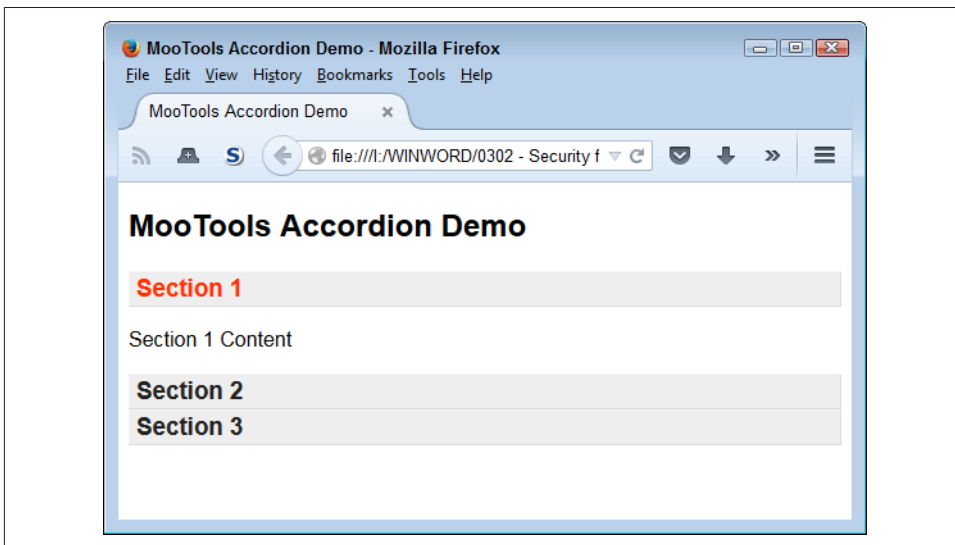 MooTools Accordion Demo - Mozilla Firefox
File Edit View History Bookmarks Tools Help
MooTools Accordion Demo
S) file:///I:/WINWORD/0302 - Security f
MooTools Accordion Demo
Section 1
Section 1 Content
Section 2
Section 3